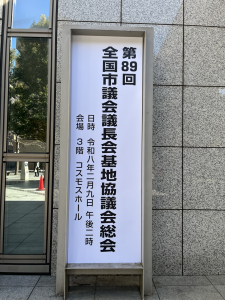 第89回
全国市議会議長会基地協議会総会
日時 令和八年二月九日 午後二時
会場 3階 コスモスホール